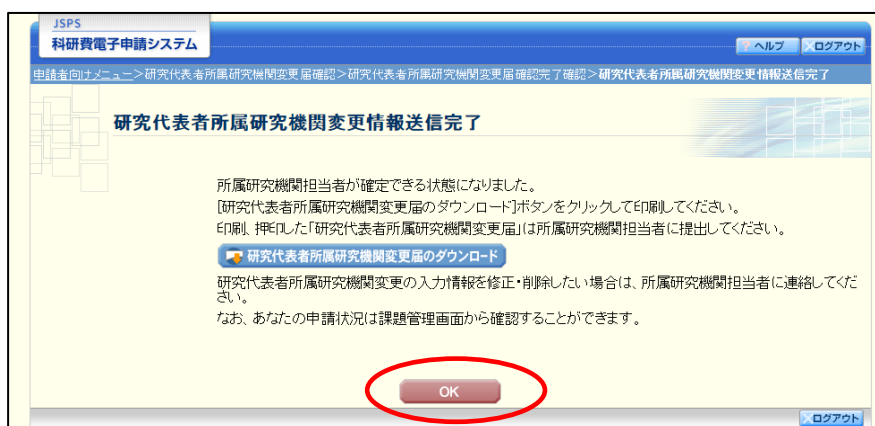 JSPS
科研費電子申請システム
? ヘルプ ×ログアウト
申請者向けメニュー>研究代表者所属研究機関変更届確認>研究代表者所属研究機関変更届確認完了確認>研究代表者所属研究機関変更情報送信完了
研究代表者所属研究機関変更情報送信完了
所属研究機関担当者が確定できる状態になりました。
[研究代表者所属研究機関変更届のダウンロード]ボタンをクリックして印刷してください。
印刷、押印した「研究代表者所属研究機関変更届」は所属研究機関担当者に提出してください。
研究代表者所属研究機関変更届のダウンロード
研究代表者所属研究機関変更の入力情報を修正・削除したい場合は、所属研究機関担当者に連絡してくだ
さい。
なお、あなたの申請状況は課題管理画面から確認することができます。
OK
×ログアウト